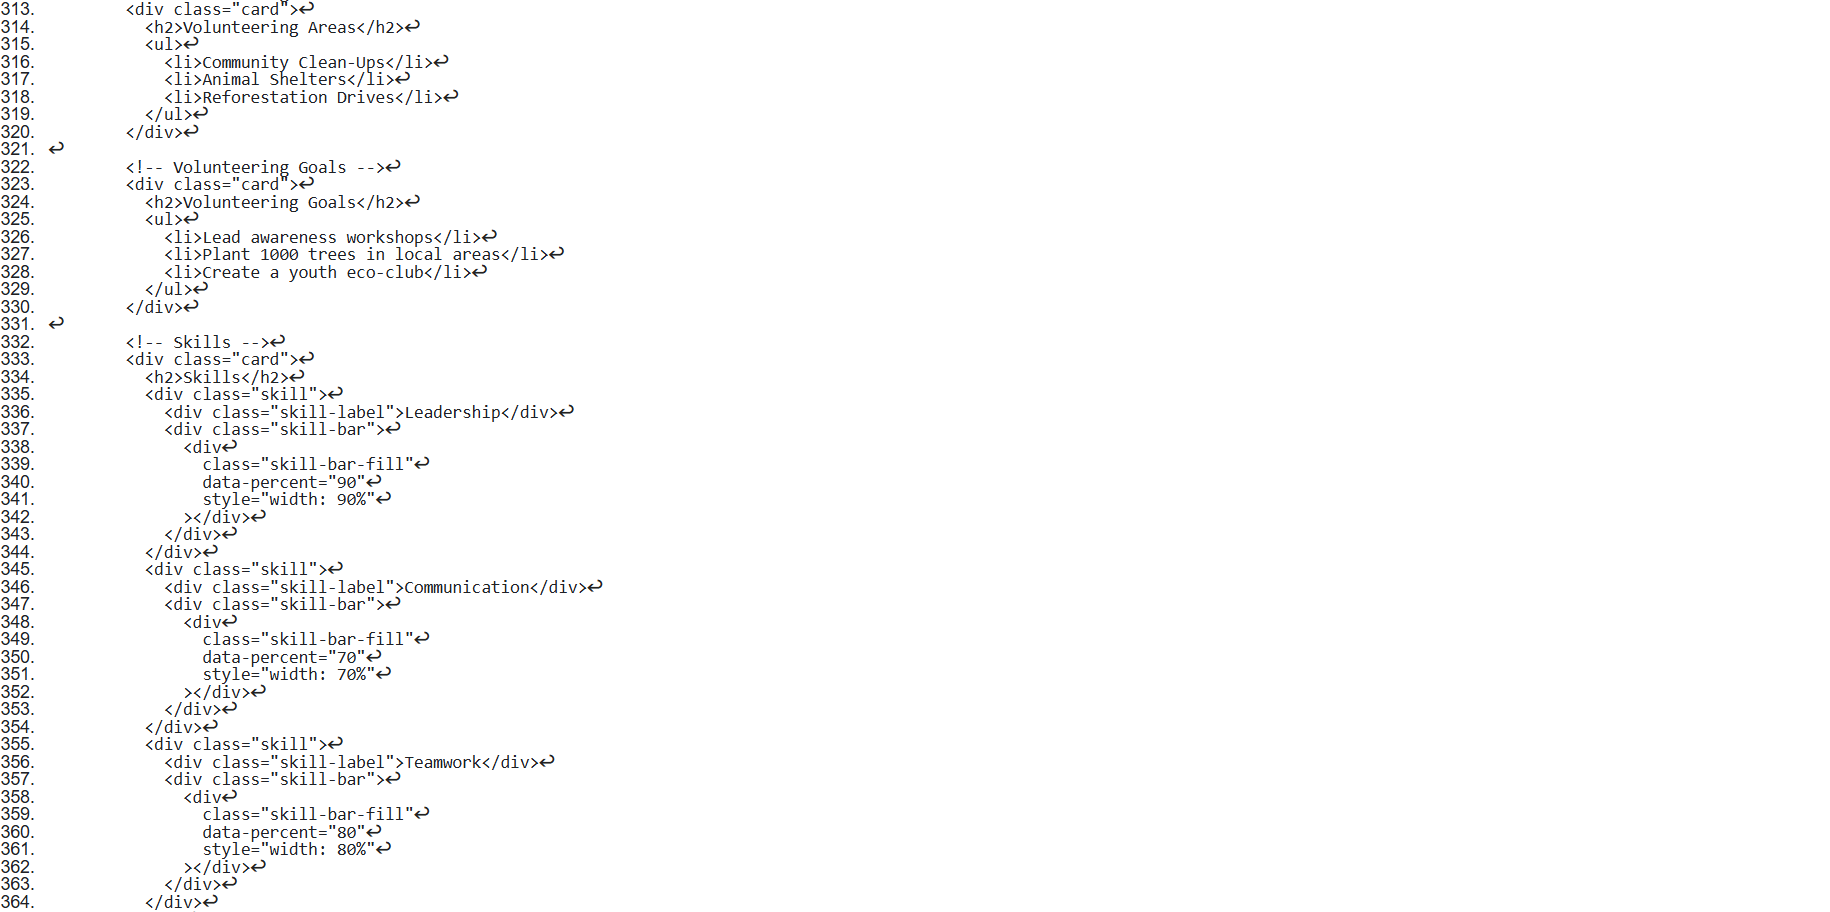 313. <div class="card">↩
314. <h2>Volunteering Areas</h2>↩
315. <ul>↩
316. <li>Community Clean-Ups</li>↩
317. <li>Animal Shelters</li>↩
318. <li>Reforestation Drives</li>↩
319. </ul>↩
320. </div>↩
321. ↩
322. <!-- Volunteering Goals -->↩
323. <div class="card">↩
324. <h2>Volunteering Goals</h2>↩
325. <ul>↩
326. <li>Lead awareness workshops</li>↩
327. <li>Plant 1000 trees in local areas</li>↩
328. <li>Create a youth eco-club</li>↩
329. </ul>↩
330. </div>↩
331. ↩
332. <!-- Skills -->↩
333. <div class="card">↩
334. <h2>Skills</h2>↩
335. <div class="skill">↩
336. <div class="skill-label">Leadership</div>↩
337. <div class="skill-bar">↩
338. <div↩
339. class="skill-bar-fill"↩
340. data-percent="90"↩
341. style="width: 90%"↩
342. ></div>↩
343. </div>↩
344. </div>↩
345. <div class="skill">↩
346. <div class="skill-label">Communication</div>↩
347. <div class="skill-bar">↩
348. <div↩
349. class="skill-bar-fill"↩
350. data-percent="70"↩
351. style="width: 70%"↩
352. ></div>↩
353. </div>↩
354. </div>↩
355. <div class="skill">↩
356. <div class="skill-label">Teamwork</div>↩
357. <div class="skill-bar">↩
358. <div↩
359. class="skill-bar-fill"↩
360. data-percent="80"↩
361. style="width: 80%"↩
362. ></div>↩
363. </div>↩
364. </div>↩